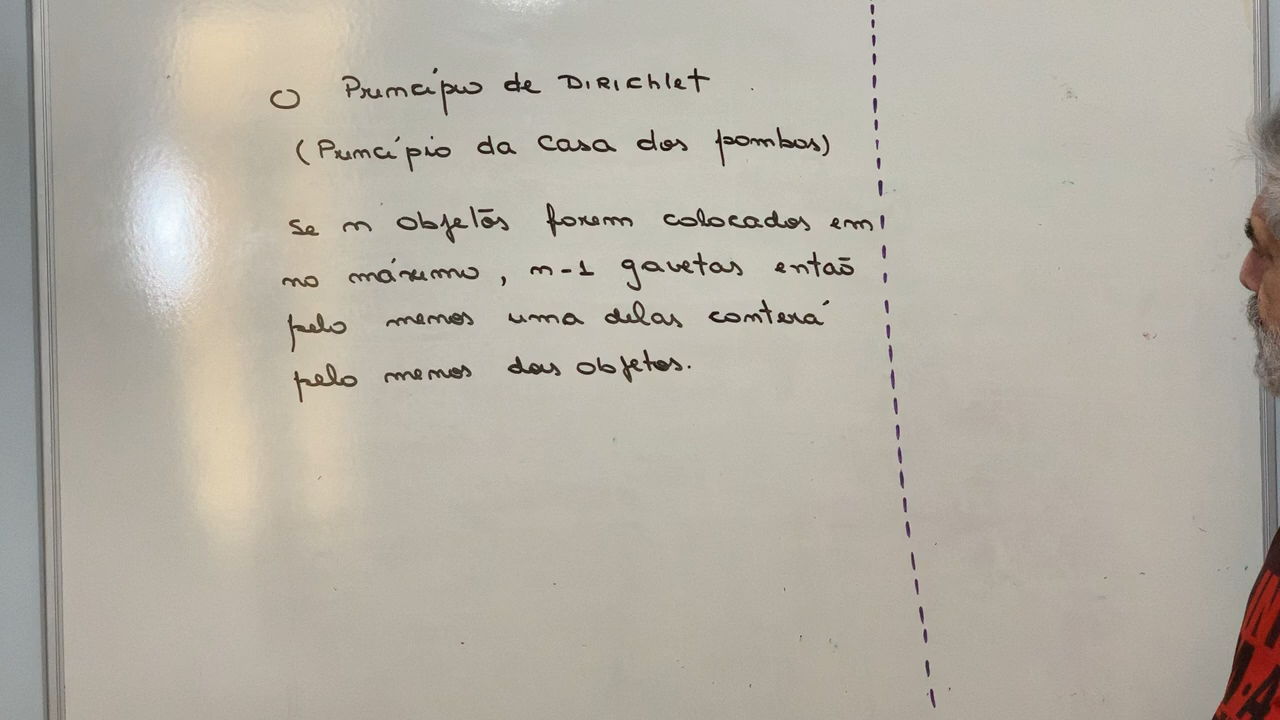 O Princípio de DIRIChlet
(Princípio da Casa dos pombos)
Se n objetos forem colocados em
no máximo, n-1 gavetas então
pelo menos uma delas conterá
pelo menos dois objetos.